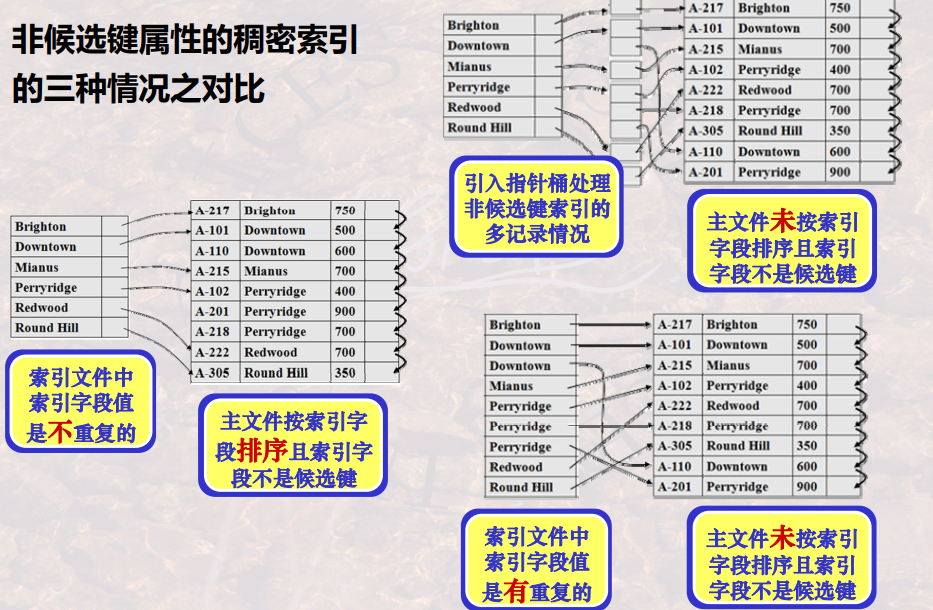 非候选键属性的稠密索引
的三种情况之对比
Brighton
Downtown
Mianus
Perryridge
Redwood
Round Hill
A-217 Brighton 750
A-101 Downtown 500
A-215 Mianus 700
A-102 Perryridge 400
A-222 Redwood 700
A-218 Perryridge 700
A-305 Round Hill 350
A-110 Downtown 600
A-201 Perryridge 900
引入指针桶处理
非候选键索引的
多记录情况
主文件未按索引
字段排序且索引
字段不是候选键
Brighton
Downtown
Mianus
Perryridge
Redwood
Round Hill
A-217 Brighton 750
A-101 Downtown 500
A-110 Downtown 600
A-215 Mianus 700
A-102 Perryridge 400
A-201 Perryridge 900
A-218 Perryridge 700
A-222 Redwood 700
A-305 Round Hill 350
索引文件中
索引字段值
是不重复的
主文件按索引字
段排序且索引字
段不是候选键
Brighton
Downtown
Downtown
Mianus
Perryridge
Perryridge
Perryridge
Redwood
Round Hill
A-217 Brighton 750
A-101 Downtown 500
A-215 Mianus 700
A-102 Perryridge 400
A-222 Redwood 700
A-218 Perryridge 700
A-305 Round Hill 350
A-110 Downtown 600
A-201 Perryridge 900
索引文件中
索引字段值
是有重复的
主文件未按索引
字段排序且索引
字段不是候选键